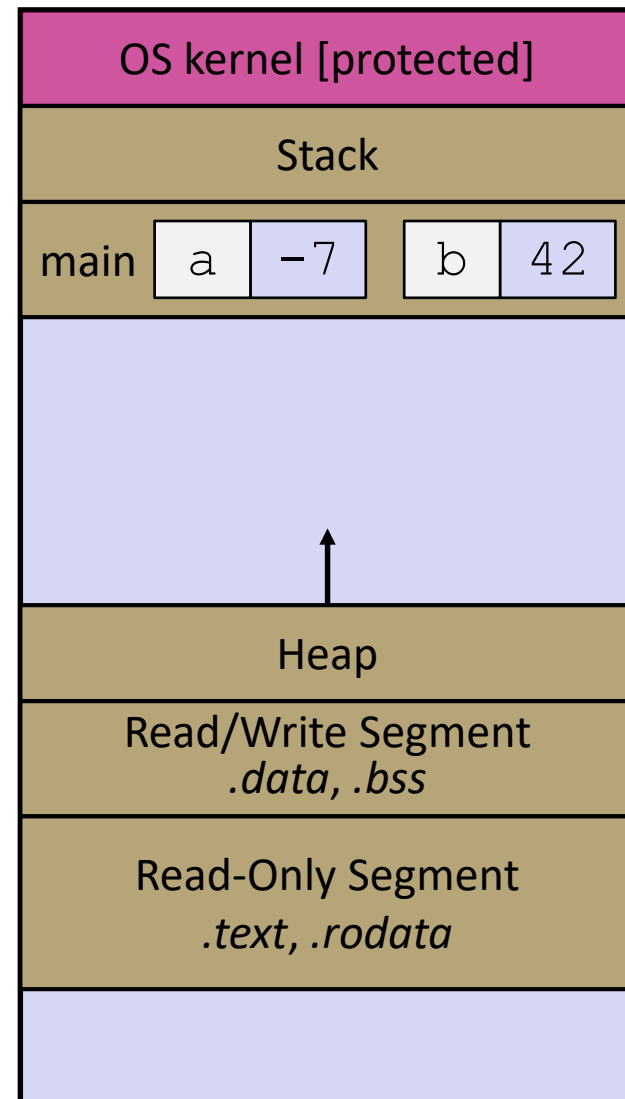 OS kernel [protected]
Stack
main a -7 b 42
Heap
Read/Write Segment
.data, .bss
Read-Only Segment
.text, .rodata